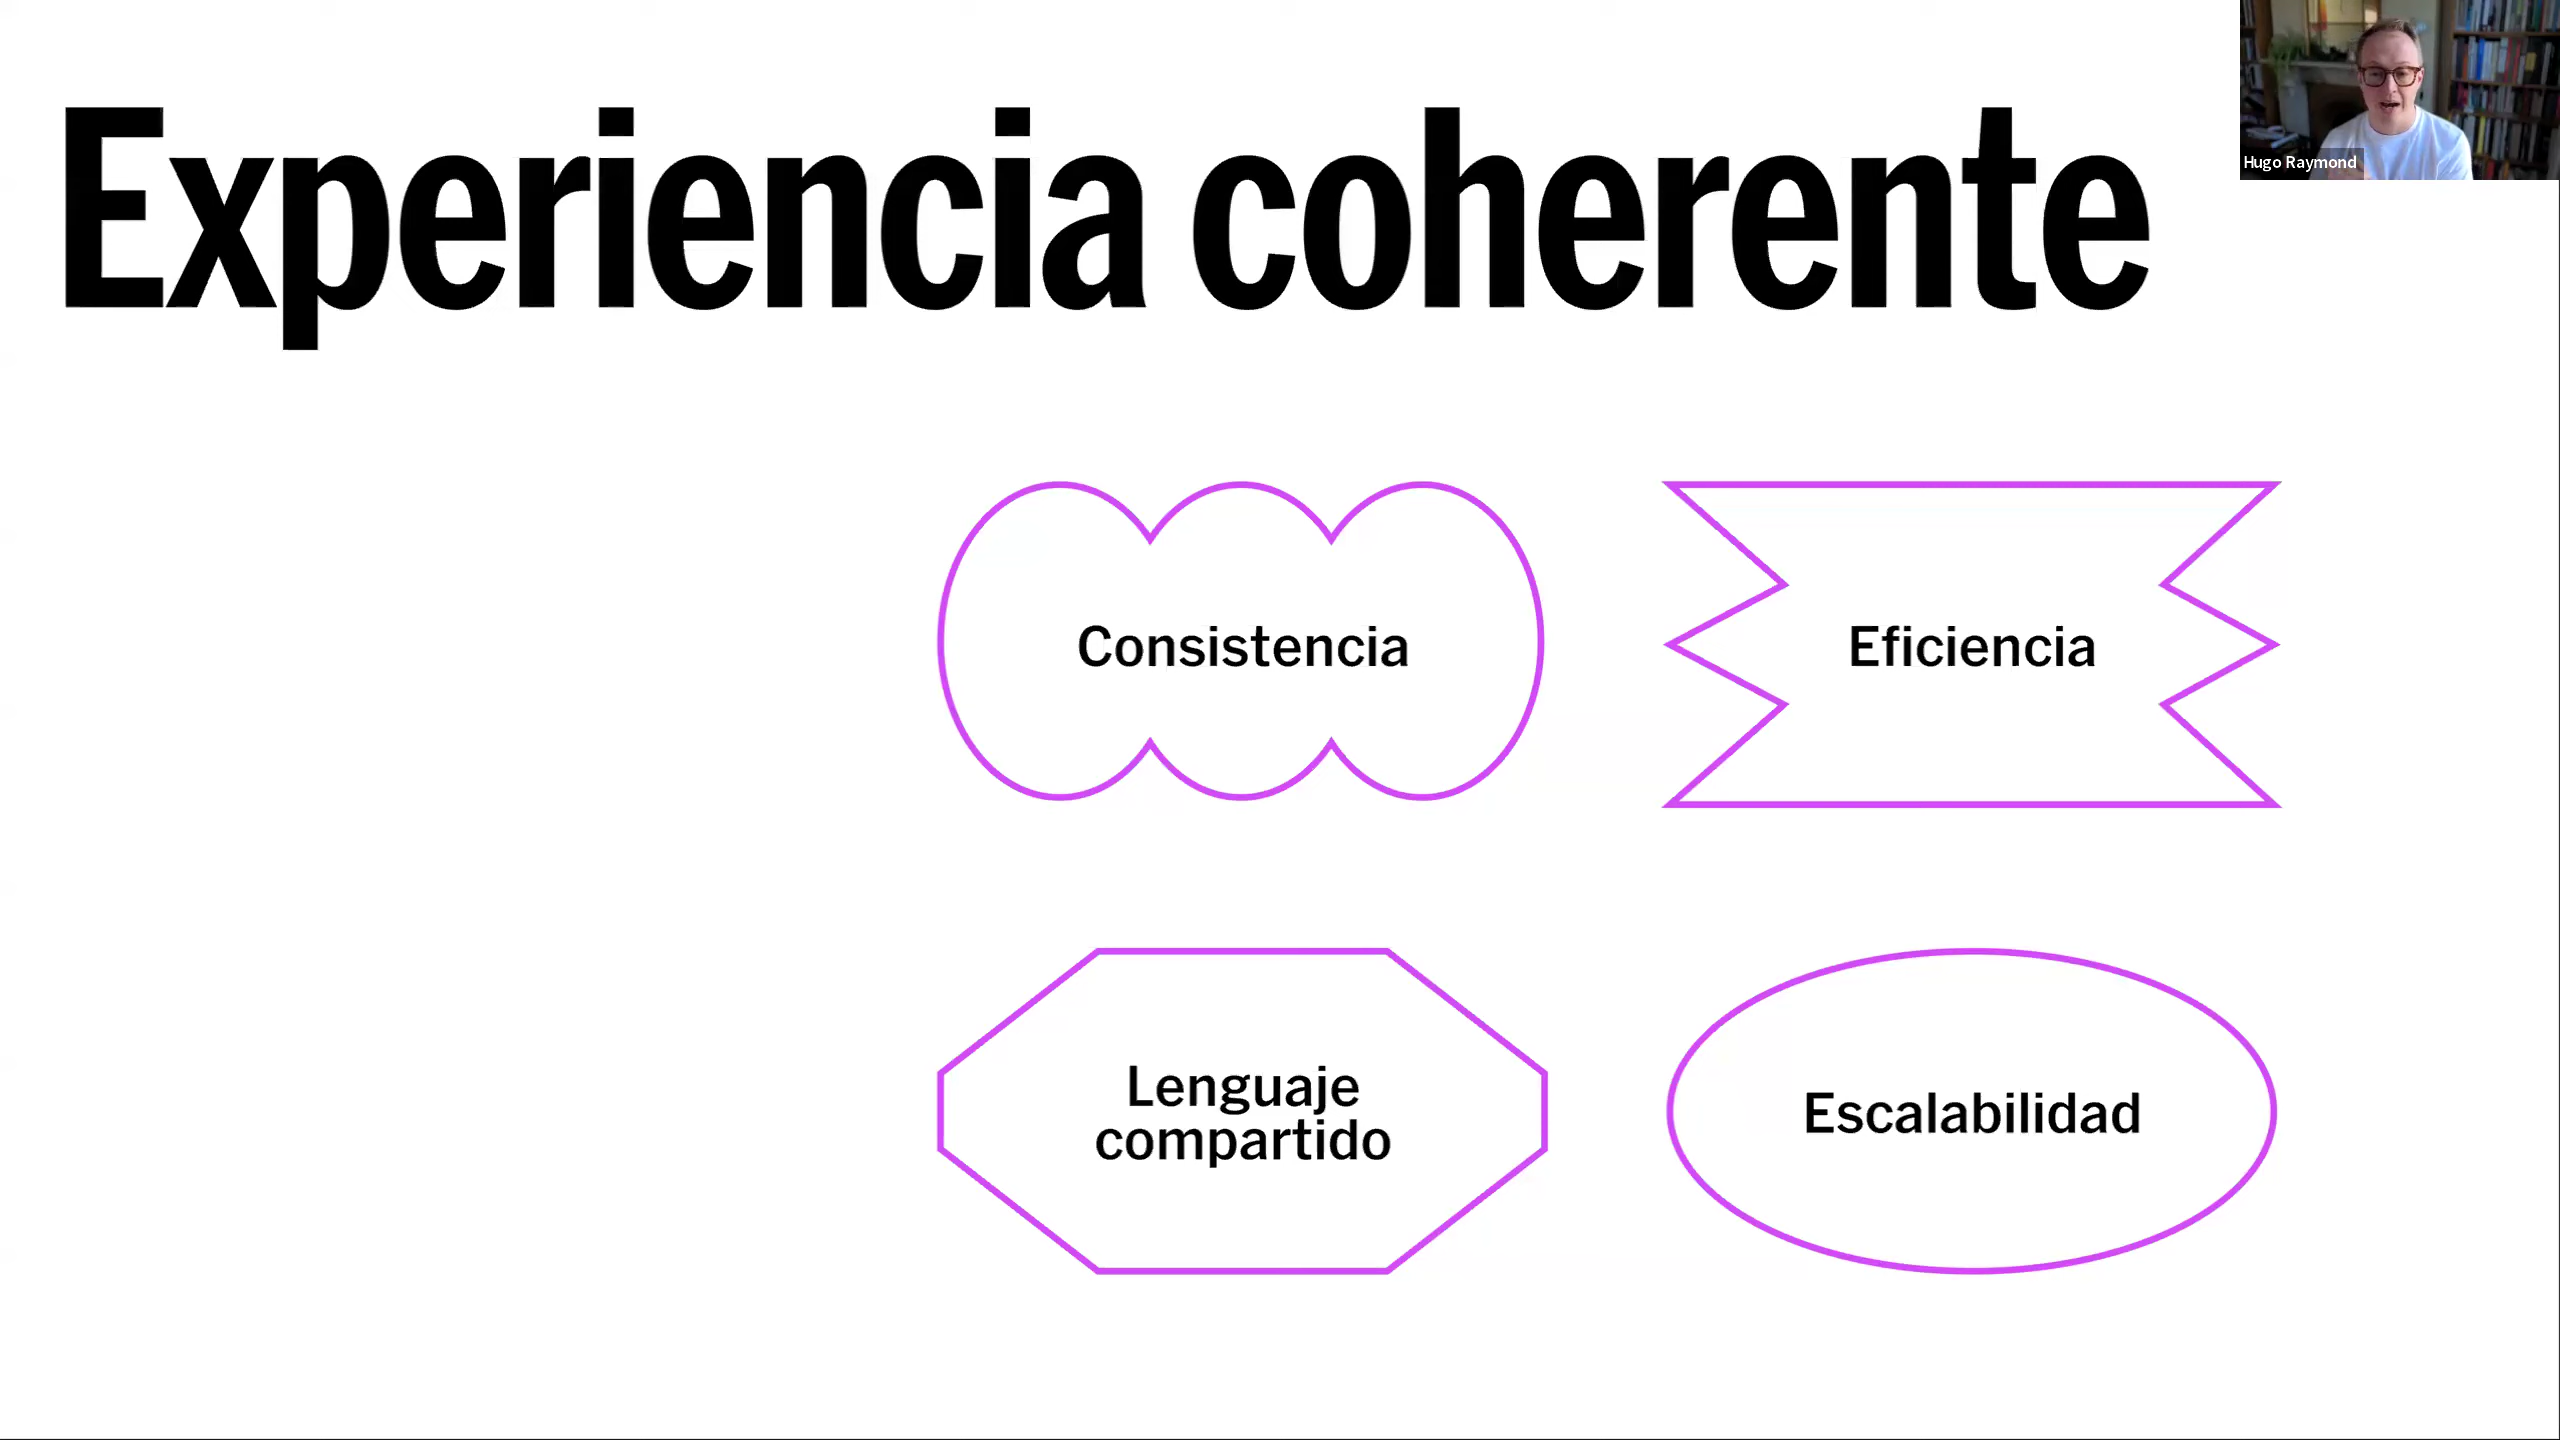 Experiencia coherente
Hugo Raymond
Consistencia
Eficiencia
Lenguaje
compartido
Escalabilidad